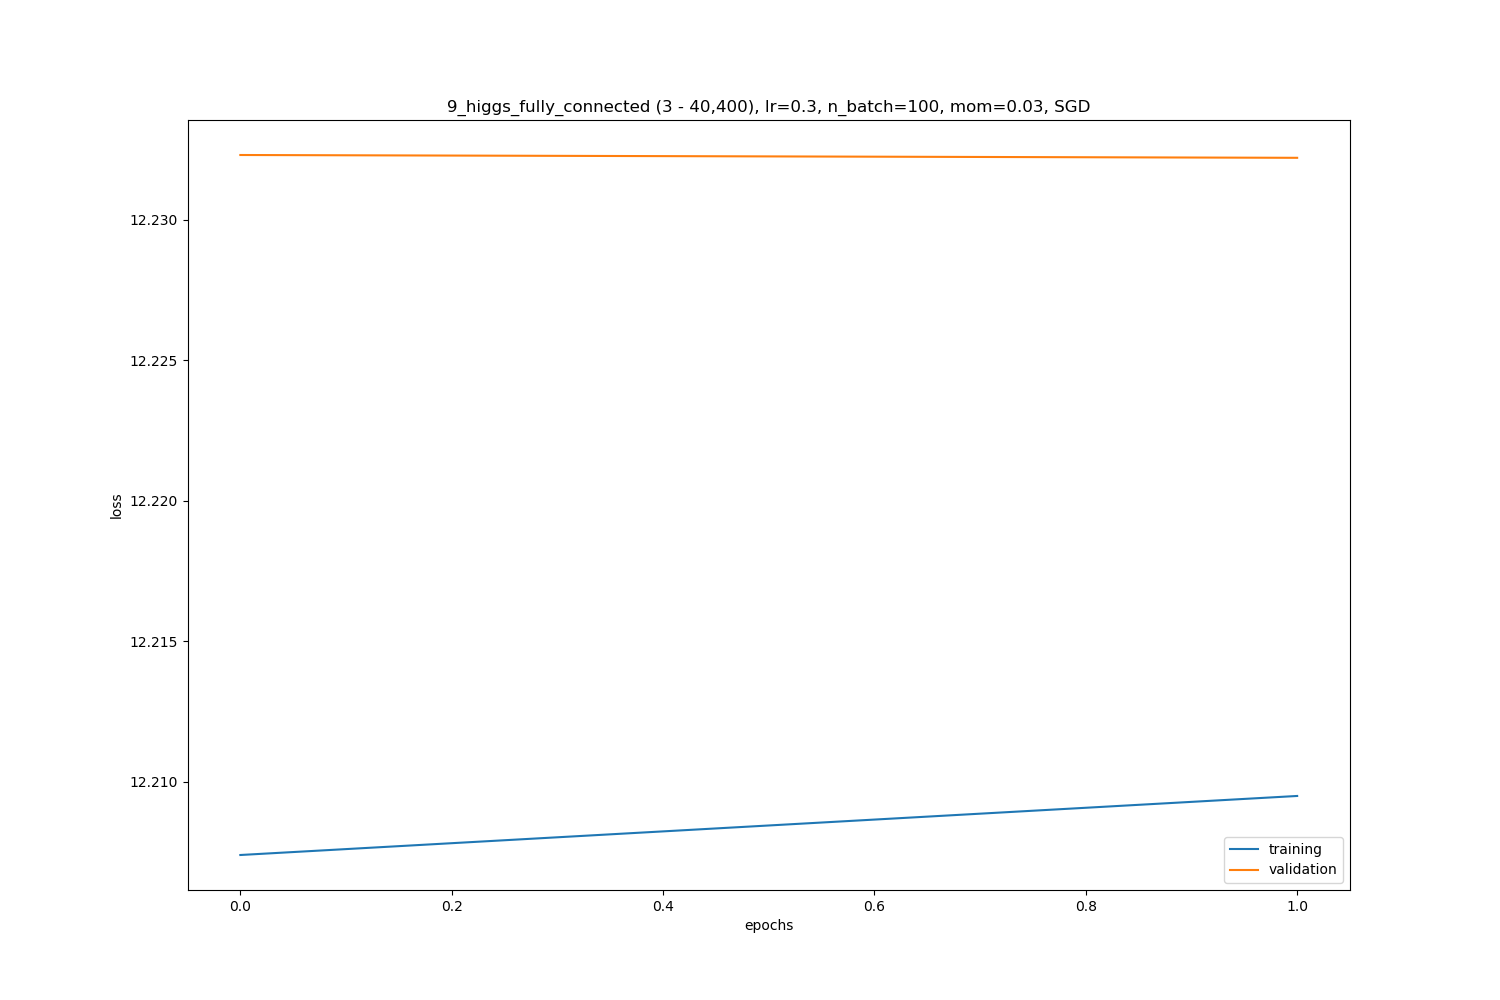 9_higgs_fully_connected (3 - 40,400), lr=0.3, n_batch=100, mom=0.03, SGD
12.230
12.225
12.220
12.215
12.210
loss
0.0 0.2 0.4 0.6 0.8 1.0
epochs
training
validation